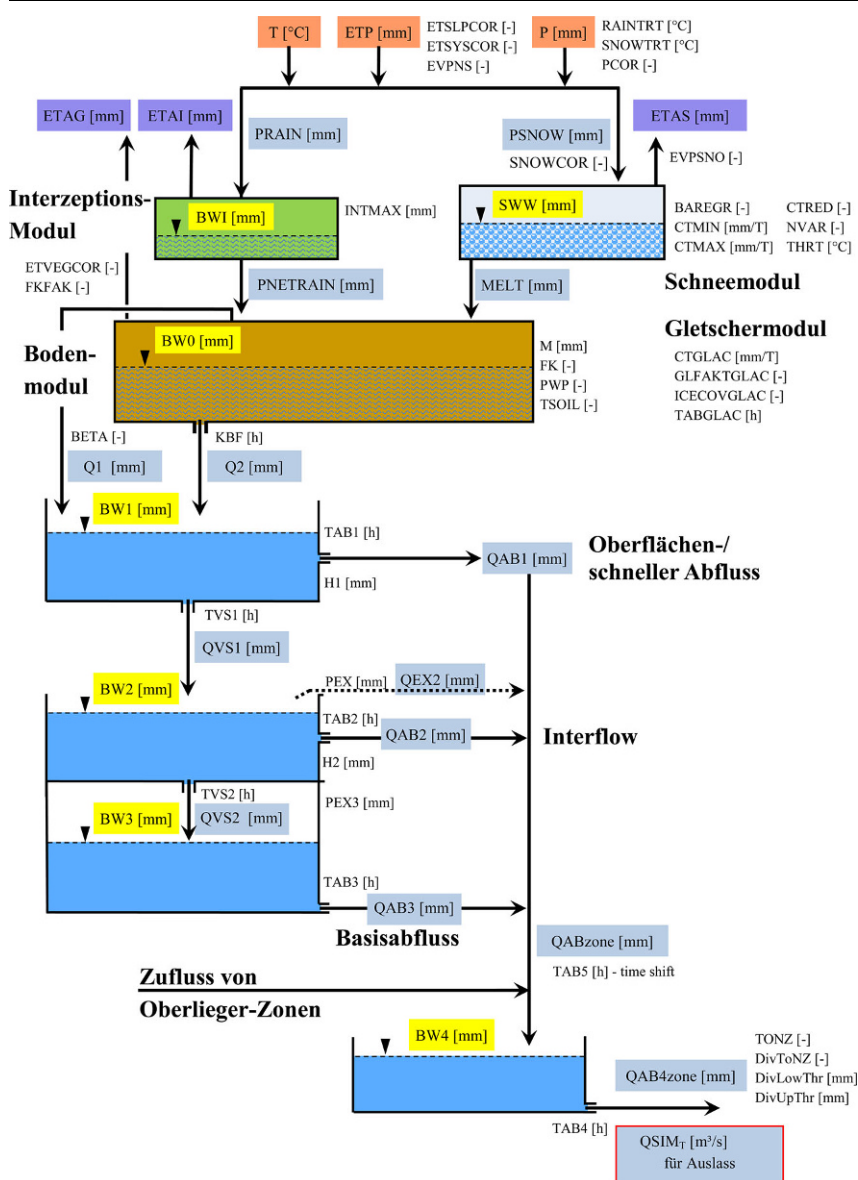 T [°C]
ETP [mm]
ETSLPCOR [-]
ETSYSCOR [-]
EVPNS [-]
P [mm]
RAINTRT [°C]
SNOWTRT [°C]
PCOR [-]
ETAG [mm]
ETAI [mm]
PRAIN [mm]
PSNOW [mm]
SNOWCOR [-]
ETAS [mm]
EVPSNO [-]
Interzeptions-
Modul
BWI [mm]
INTMAX [mm]
SWW [mm]
BAREGR [-]
CTRED [-]
CTMIN [mm/T]
NVAR [-]
CTMAX [mm/T]
THRT [°C]
Schneemodul
ETVEGCOR [-]
FKFAK [-]
PNETRAIN [mm]
MELT [mm]
Boden-
modul
BW0 [mm]
M [mm]
FK [-]
PWP [-]
TSOIL [-]
Gletschermodul
CTGLAC [mm/T]
GLFAKTGLAC [-]
ICECOVGLAC [-]
TABGLAC [h]
BETA [-]
KBF [h]
Q1 [mm]
Q2 [mm]
BW1 [mm]
TAB1 [h]
H1 [mm]
QAB1 [mm]
Oberflächen-/
schneller Abfluss
TVS1 [h]
QVS1 [mm]
BW2 [mm]
PEX [mm]
QEX2 [mm]
TAB2 [h]
QAB2 [mm]
H2 [mm]
Interflow
TVS2 [h]
PEX3 [mm]
BW3 [mm]
QVS2 [mm]
TAB3 [h]
QAB3 [mm]
Basisabfluss
QABzone [mm]
TAB5 [h] - time shift
Zufluss von
Oberlieger-Zonen
BW4 [mm]
TONZ [-]
DivToNZ [-]
DivLowThr [mm]
DivUpThr [mm]
QAB4zone [mm]
TAB4 [h]
QSIM_T [m³/s]
für Auslass